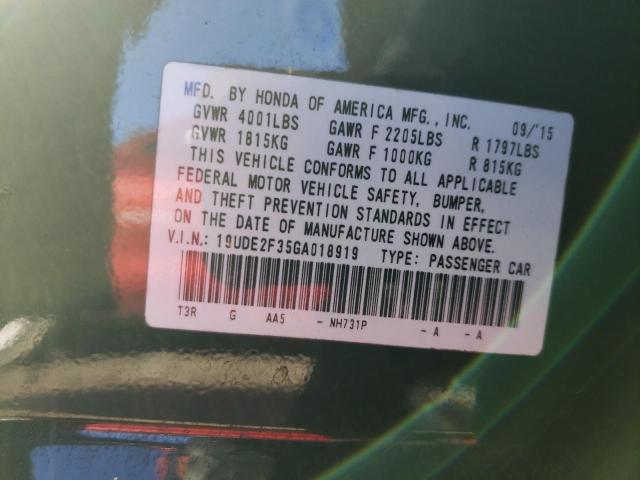 MFD. BY HONDA OF AMERICA MFG., INC. 09/'15
GVWR 4001LBS GAWR F 2205LBS R 1797LBS
GVWR 1815KG GAWR F 1000KG R 815KG
THIS VEHICLE CONFORMS TO ALL APPLICABLE
FEDERAL MOTOR VEHICLE SAFETY, BUMPER,
AND THEFT PREVENTION STANDARDS IN EFFECT
ON THE DATE OF MANUFACTURE SHOWN ABOVE.
V.I.N.: 19UDE2F35GA018919 TYPE: PASSENGER CAR
T3R G AA5 - NH731P - A - A